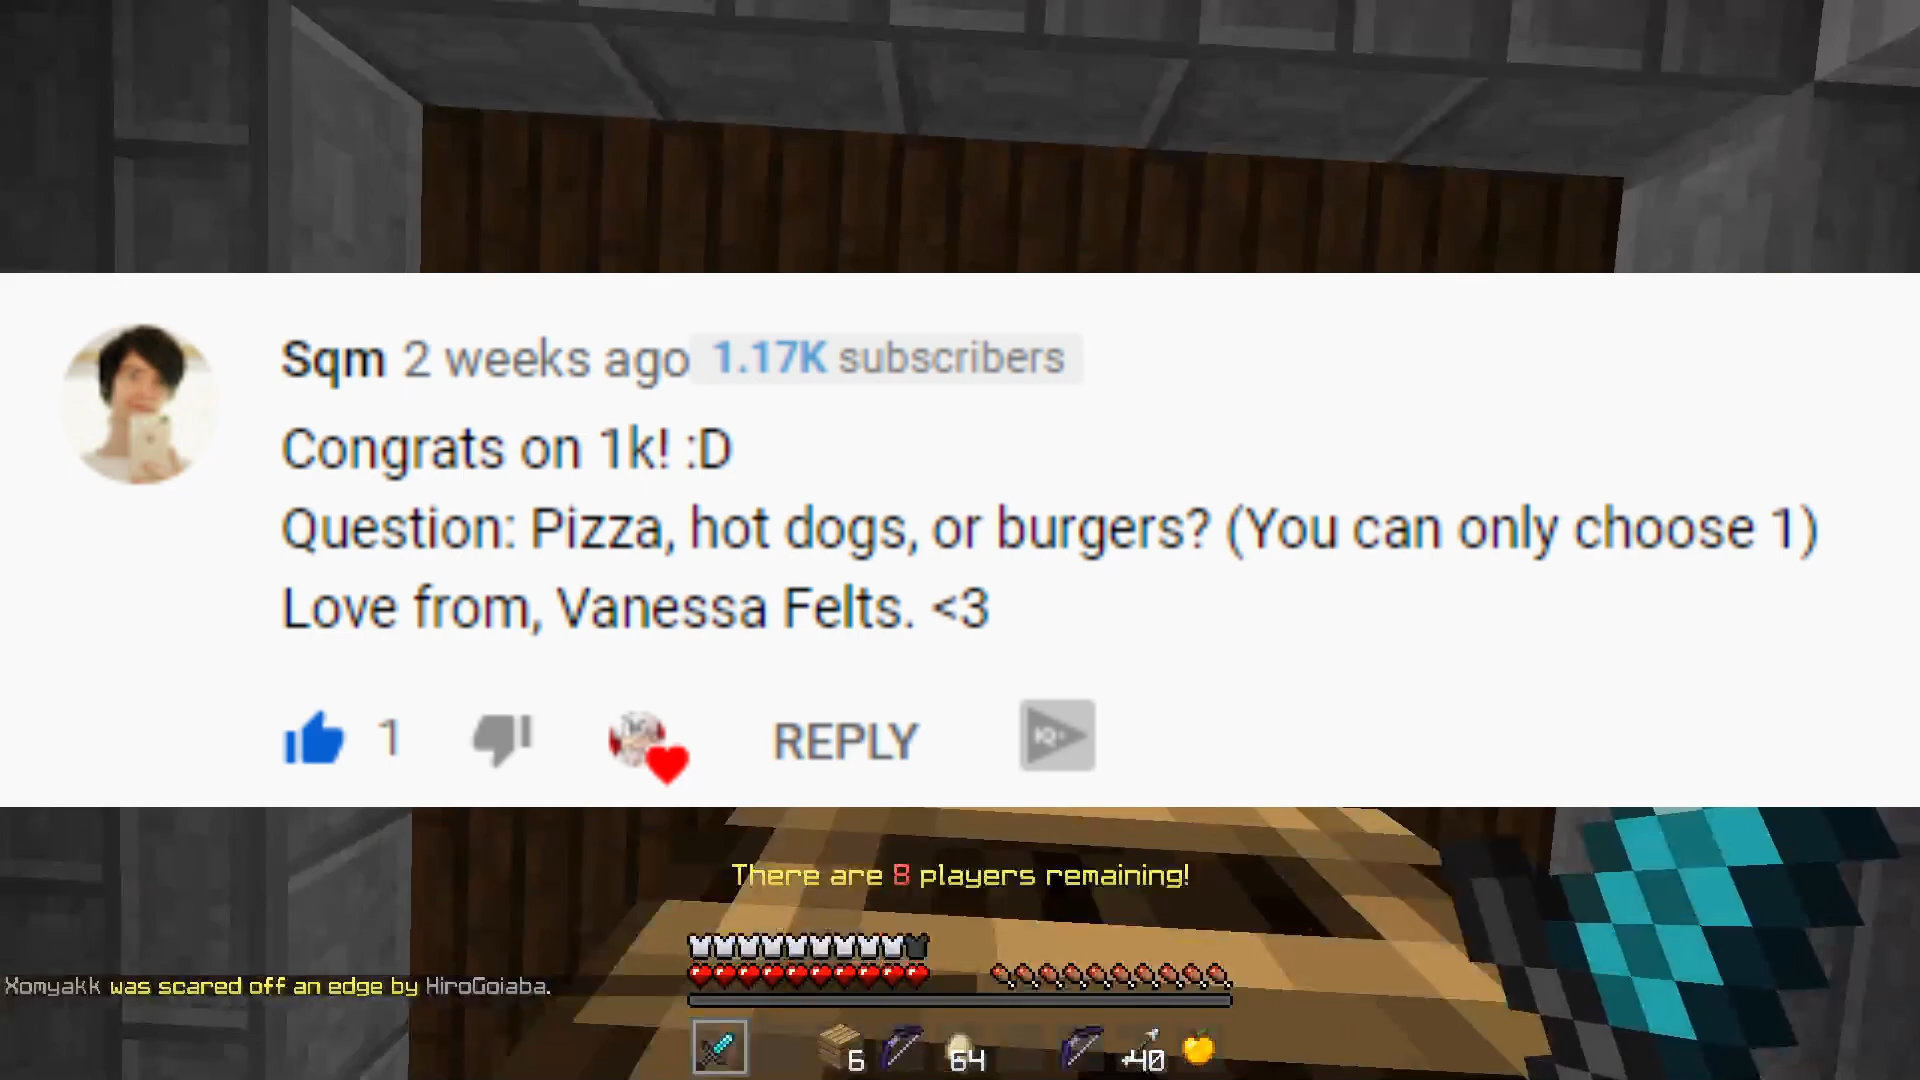 Sqm 2 weeks ago 1.17K subscribers
Congrats on 1k! :D
Question: Pizza, hot dogs, or burgers? (You can only choose 1)
Love from, Vanessa Felts. <3
1 REPLY IQ
There are 8 players remaining!
Xomyakk was scared off an edge by HiroGoiaba.
6 64 40